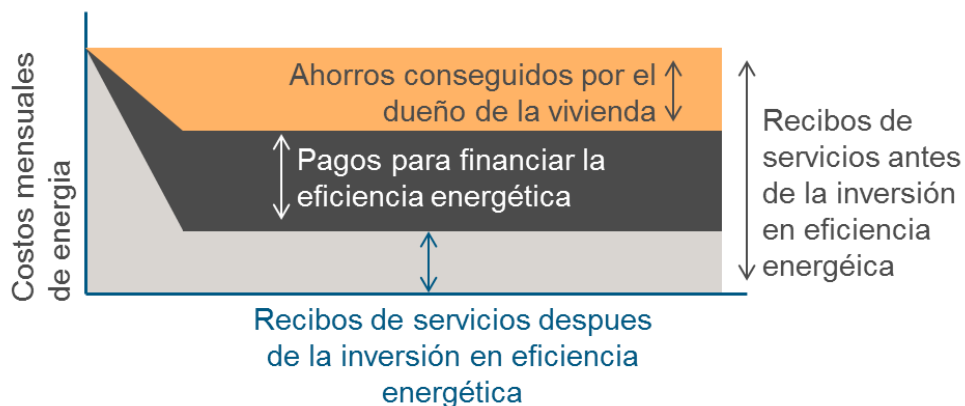 Costos mensuales
de energia
Ahorros conseguidos por el
dueño de la vivienda
Pagos para financiar la
eficiencia energética
Recibos de
servicios antes
de la inversión
en eficiencia
energéica
Recibos de servicios despues
de la inversión en eficiencia
energética